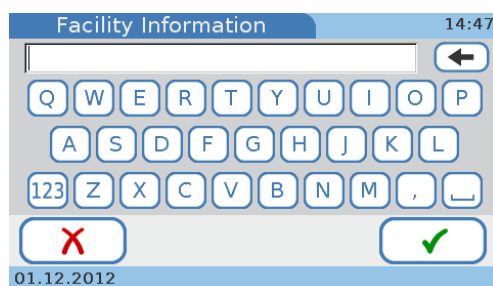 Facility Information 14:47
Q W E R T Y U I O P
A S D F G H J K L
123 Z X C V B N M ,
01.12.2012